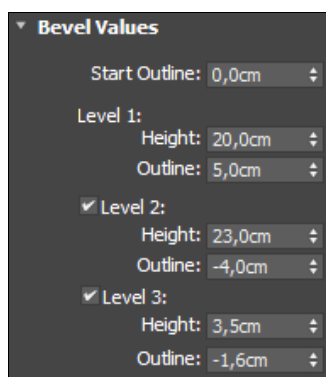 Bevel Values
Start Outline: 0,0cm
Level 1:
Height: 20,0cm
Outline: 5,0cm
Level 2:
Height: 23,0cm
Outline: -4,0cm
Level 3:
Height: 3,5cm
Outline: -1,6cm